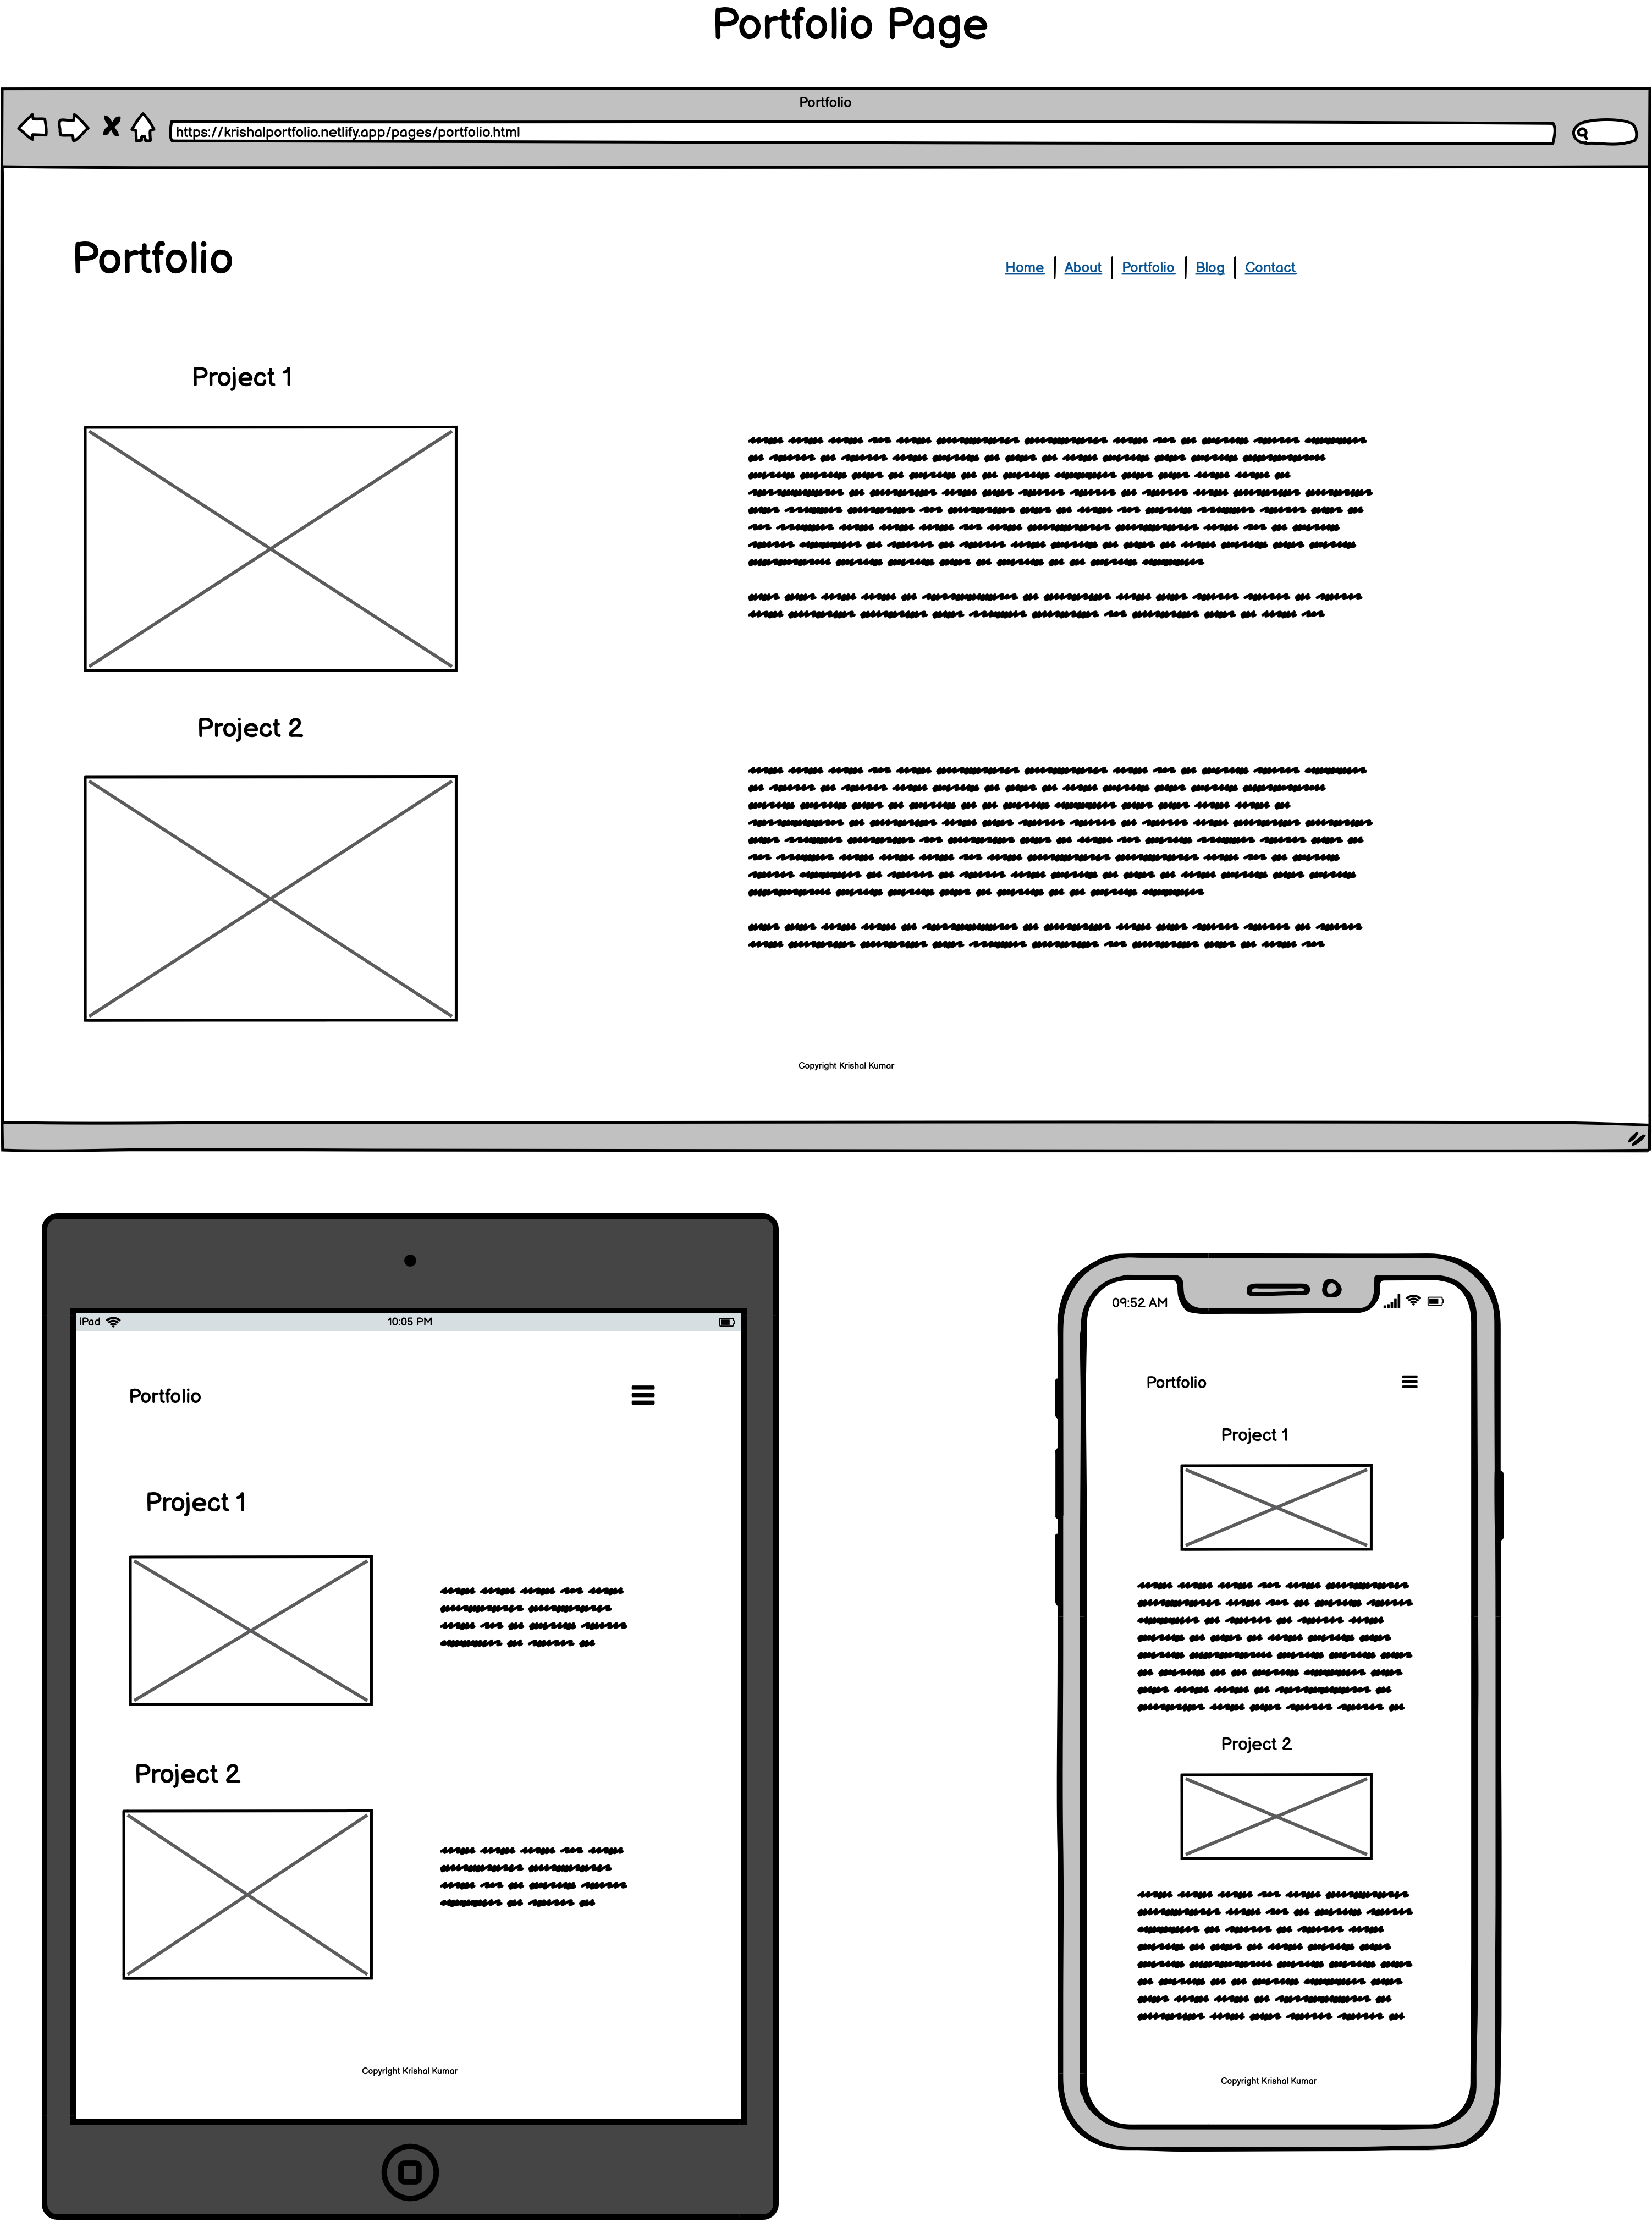 Portfolio Page
Portfolio
https://krishalportfolio.netlify.app/pages/portfolio.html
Portfolio
Home | About | Portfolio | Blog | Contact
Project 1
Project 2
Copyright Krishal Kumar
iPad 10:05 PM
Portfolio
Project 1
Project 2
Copyright Krishal Kumar
09:52 AM
Portfolio
Project 1
Project 2
Copyright Krishal Kumar